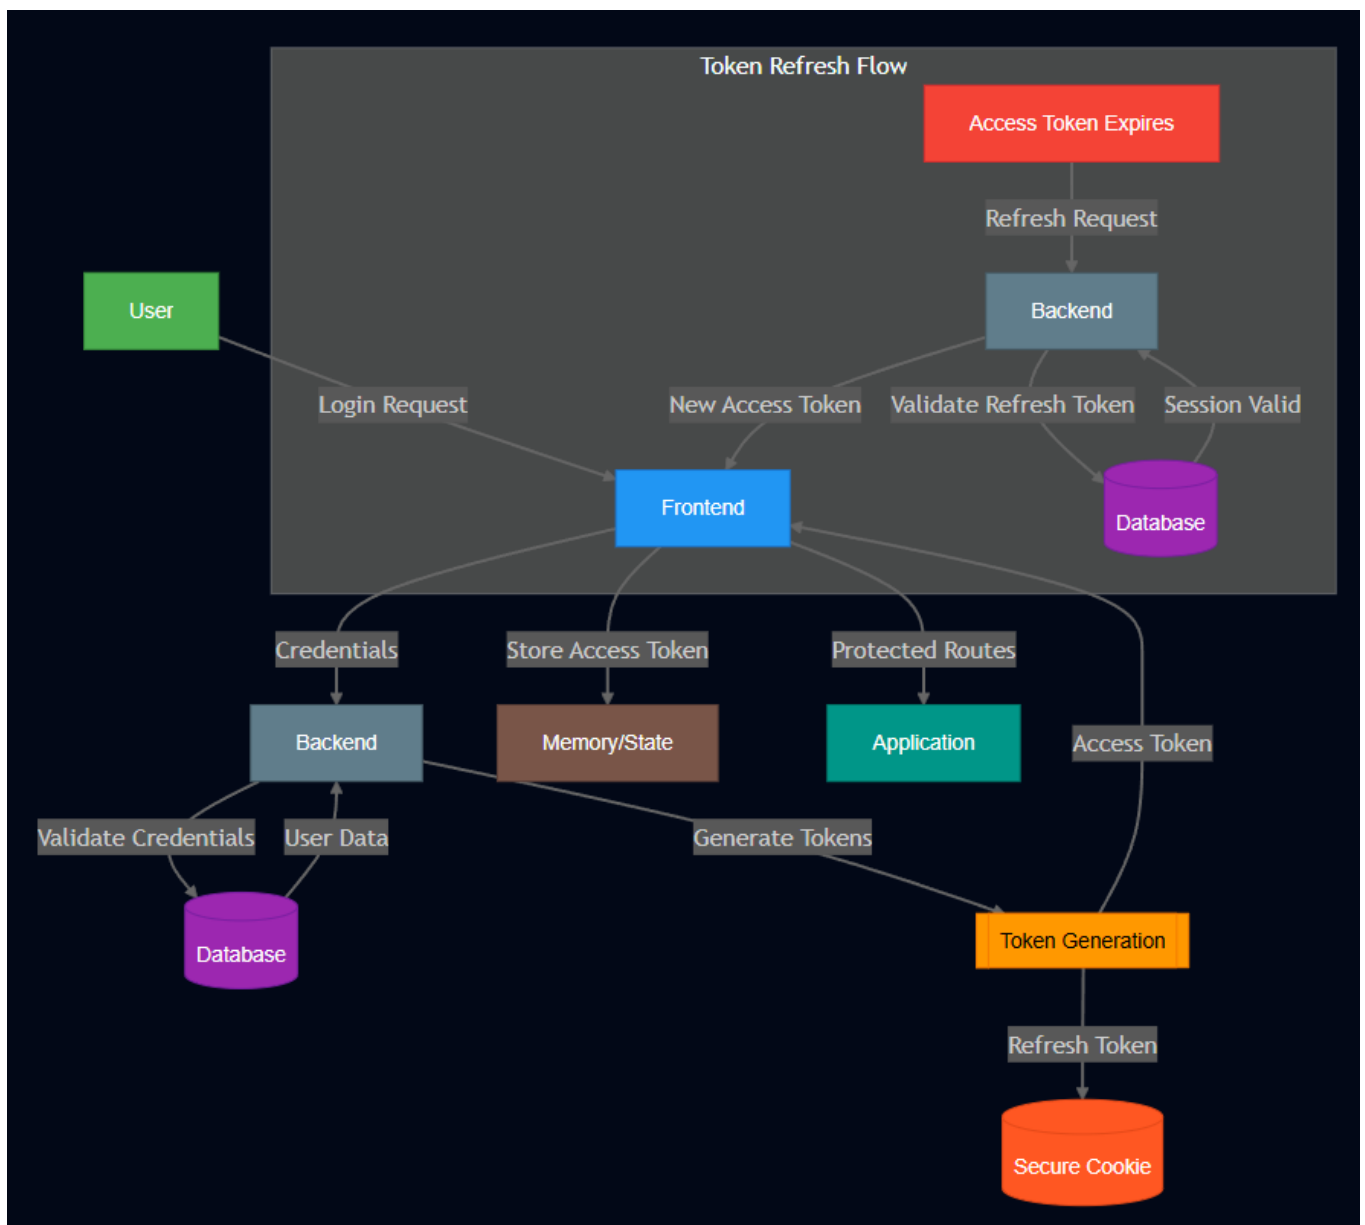 Token Refresh Flow
Access Token Expires
Refresh Request
User
Backend
Login Request
New Access Token
Validate Refresh Token
Session Valid
Frontend
Database
Credentials
Store Access Token
Protected Routes
Backend
Memory/State
Application
Access Token
Validate Credentials
User Data
Generate Tokens
Database
Token Generation
Refresh Token
Secure Cookie